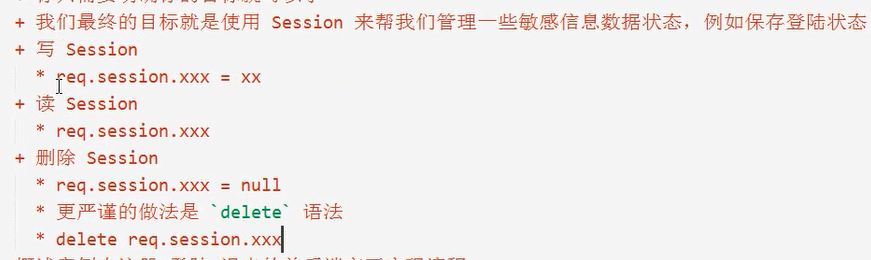 + 我们最终的目标就是使用 Session 来帮我们管理一些敏感信息数据状态，例如保存登陆状态
+ 写 Session
* req.session.xxx = xx
+ 读 Session
* req.session.xxx
+ 删除 Session
* req.session.xxx = null
* 更严谨的做法是 `delete` 语法
* delete req.session.xxx